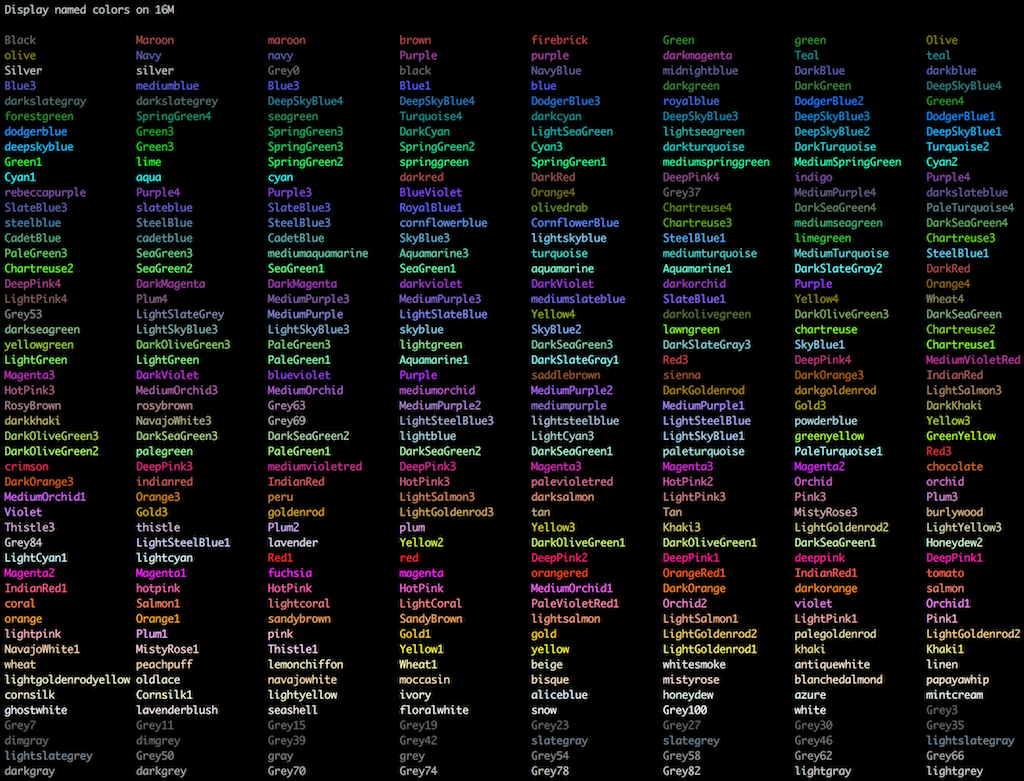 Display named colors on 16M
Black Maroon maroon brown firebrick Green green Olive
olive Navy navy Purple purple darkmagenta Teal teal
Silver silver Grey0 black NavyBlue midnightblue DarkBlue darkblue
Blue3 mediumblue Blue3 Blue1 blue darkgreen DarkGreen DeepSkyBlue4
darkslategray darkslategrey DeepSkyBlue4 DeepSkyBlue4 DodgerBlue3 royalblue DodgerBlue2 Green4
forestgreen SpringGreen4 seagreen Turquoise4 darkcyan DeepSkyBlue3 DeepSkyBlue3 DodgerBlue1
dodgerblue Green3 SpringGreen3 DarkCyan LightSeaGreen lightseagreen DeepSkyBlue2 DeepSkyBlue1
deepskyblue Green3 SpringGreen3 SpringGreen2 Cyan3 darkturquoise DarkTurquoise Turquoise2
Green1 lime SpringGreen2 springgreen SpringGreen1 mediumspringgreen MediumSpringGreen Cyan2
Cyan1 aqua cyan darkred DarkRed DeepPink4 indigo Purple4
rebeccapurple Purple4 Purple3 BlueViolet Orange4 Grey37 MediumPurple4 darkslateblue
SlateBlue3 slateblue SlateBlue3 RoyalBlue1 olivedrab Chartreuse4 DarkSeaGreen4 PaleTurquoise4
steelblue SteelBlue SteelBlue3 cornflowerblue CornflowerBlue Chartreuse3 mediumseagreen DarkSeaGreen4
CadetBlue cadetblue CadetBlue SkyBlue3 lightskyblue SteelBlue1 limegreen Chartreuse3
PaleGreen3 SeaGreen3 mediumaquamarine Aquamarine3 turquoise mediumturquoise MediumTurquoise SteelBlue1
Chartreuse2 SeaGreen2 SeaGreen1 SeaGreen1 aquamarine Aquamarine1 DarkSlateGray2 DarkRed
DeepPink4 DarkMagenta DarkMagenta darkviolet DarkViolet darkorchid Purple Orange4
LightPink4 Plum4 MediumPurple3 MediumPurple3 mediumslateblue SlateBlue1 Yellow4 Wheat4
Grey53 LightSlateGrey MediumPurple LightSlateBlue Yellow4 darkolivegreen DarkOliveGreen3 DarkSeaGreen
darkseagreen LightSkyBlue3 LightSkyBlue3 skyblue SkyBlue2 lawngreen chartreuse Chartreuse2
yellowgreen DarkOliveGreen3 PaleGreen3 lightgreen DarkSeaGreen3 DarkSlateGray3 SkyBlue1 Chartreuse1
LightGreen LightGreen PaleGreen1 Aquamarine1 DarkSlateGray1 Red3 DeepPink4 MediumVioletRed
Magenta3 DarkViolet blueviolet Purple saddlebrown sienna DarkOrange3 IndianRed
HotPink3 MediumOrchid3 MediumOrchid mediumorchid MediumPurple2 DarkGoldenrod darkgoldenrod LightSalmon3
RosyBrown rosybrown Grey63 MediumPurple2 mediumpurple MediumPurple1 Gold3 DarkKhaki
darkkhaki NavajoWhite3 Grey69 LightSteelBlue3 lightsteelblue LightSteelBlue powderblue Yellow3
DarkOliveGreen3 DarkSeaGreen3 DarkSeaGreen2 lightblue LightCyan3 LightSkyBlue1 greenyellow GreenYellow
DarkOliveGreen2 palegreen PaleGreen1 DarkSeaGreen2 DarkSeaGreen1 paleturquoise PaleTurquoise1 Red3
crimson DeepPink3 mediumvioletred DeepPink3 Magenta3 Magenta3 Magenta2 chocolate
DarkOrange3 indianred IndianRed HotPink3 palevioletred HotPink2 Orchid orchid
MediumOrchid1 Orange3 peru LightSalmon3 darksalmon LightPink3 Pink3 Plum3
Violet Gold3 goldenrod LightGoldenrod3 tan Tan MistyRose3 burlywood
Thistle3 thistle Plum2 plum Yellow3 Khaki3 LightGoldenrod2 LightYellow3
Grey84 LightSteelBlue1 lavender Yellow2 DarkOliveGreen1 DarkOliveGreen1 DarkSeaGreen1 Honeydew2
LightCyan1 lightcyan Red1 red DeepPink2 DeepPink1 deeppink DeepPink1
Magenta2 Magenta1 fuchsia magenta orangered OrangeRed1 IndianRed1 tomato
IndianRed1 hotpink HotPink HotPink MediumOrchid1 DarkOrange darkorange salmon
coral Salmon1 lightcoral LightCoral PaleVioletRed1 Orchid2 violet Orchid1
orange Orange1 sandybrown SandyBrown lightsalmon LightSalmon1 LightPink1 Pink1
lightpink Plum1 pink Gold1 gold LightGoldenrod2 palegoldenrod LightGoldenrod2
NavajoWhite1 MistyRose1 Thistle1 Yellow1 yellow LightGoldenrod1 khaki Khaki1
wheat peachpuff lemonchiffon Wheat1 beige whitesmoke antiquewhite linen
lightgoldenrodyellow oldlace navajowhite moccasin bisque mistyrose blanchedalmond papayawhip
cornsilk Cornsilk1 lightyellow ivory aliceblue honeydew azure mintcream
ghostwhite lavenderblush seashell floralwhite snow Grey100 white Grey3
Grey7 Grey11 Grey15 Grey19 Grey23 Grey27 Grey30 Grey35
dimgray dimgrey Grey39 Grey42 slategray slategrey Grey46 lightslategray
lightslategrey Grey50 gray grey Grey54 Grey58 Grey62 Grey66
darkgray darkgrey Grey70 Grey74 Grey78 Grey82 lightgray lightgrey